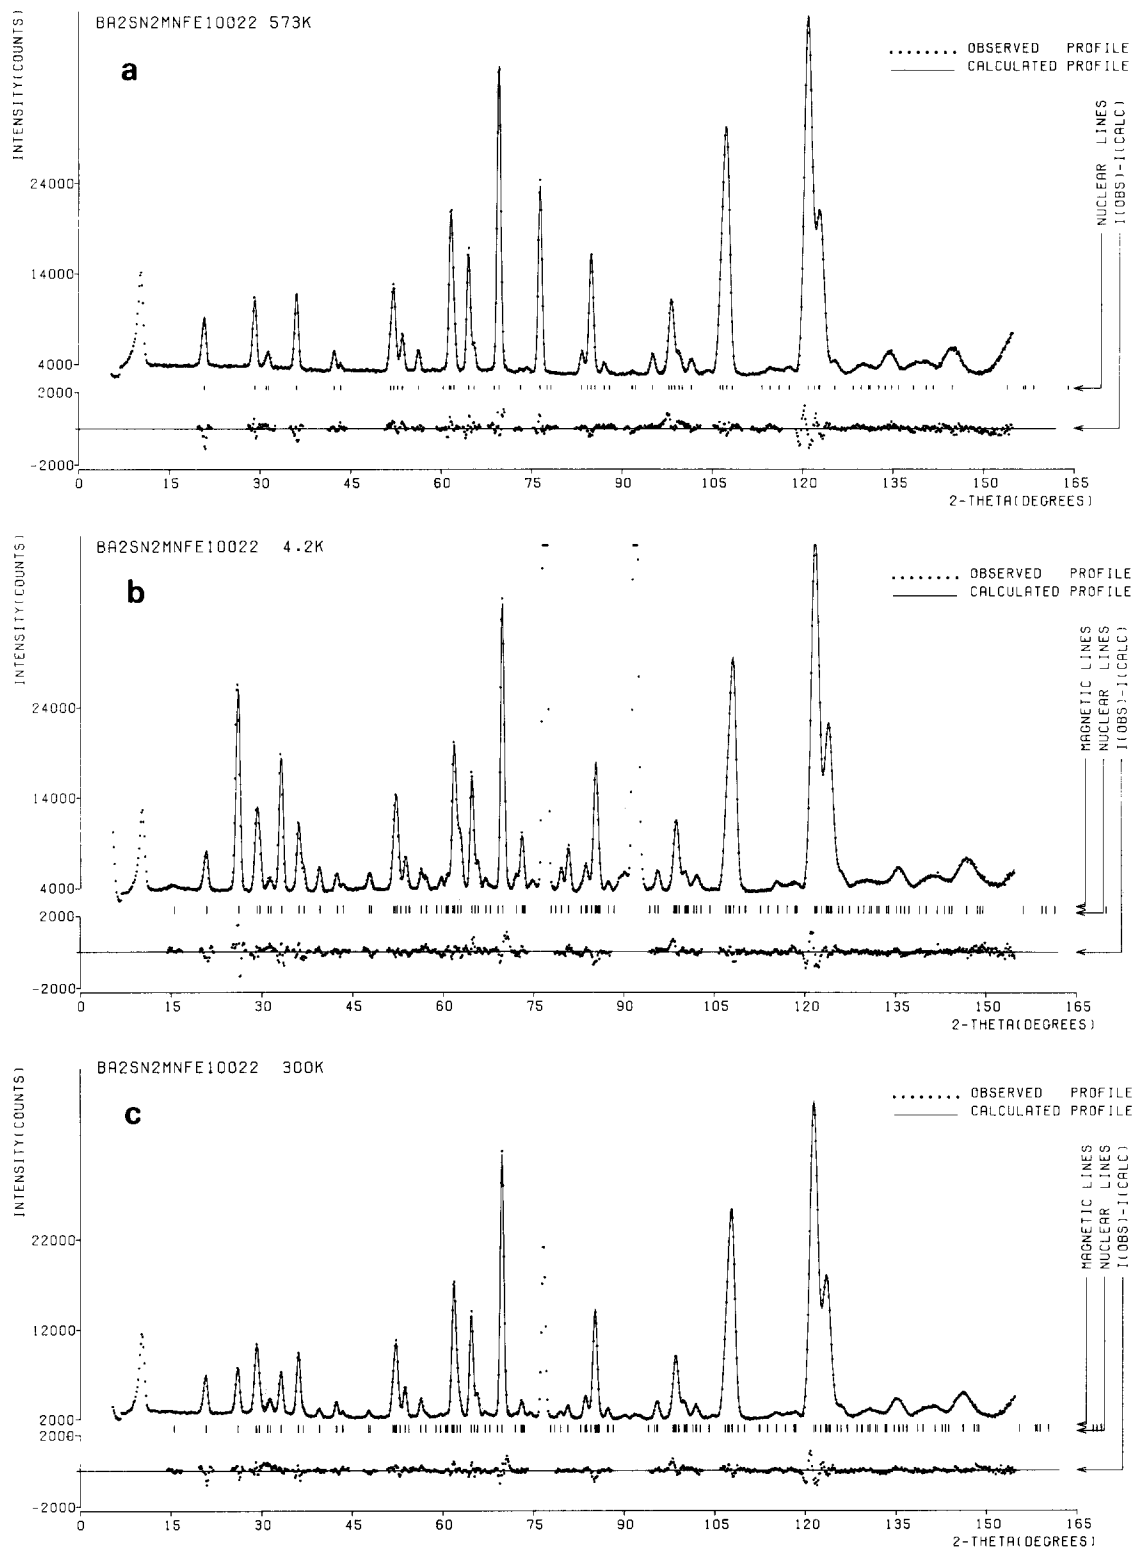 BA2SN2MNFE10O22 573K
a
INTENSITY(COUNTS)
OBSERVED PROFILE
CALCULATED PROFILE
NUCLEAR LINES
I(OBS)-I(CALC)
24000
14000
4000
2000
-2000
0 15 30 45 60 75 90 105 120 135 150 165
2-THETA(DEGREES)
BA2SN2MNFE10O22 4.2K
b
INTENSITY(COUNTS)
OBSERVED PROFILE
CALCULATED PROFILE
MAGNETIC LINES
NUCLEAR LINES
I(OBS)-I(CALC)
24000
14000
4000
2000
-2000
0 15 30 45 60 75 90 105 120 135 150 165
2-THETA(DEGREES)
BA2SN2MNFE10O22 300K
c
INTENSITY(COUNTS)
OBSERVED PROFILE
CALCULATED PROFILE
MAGNETIC LINES
NUCLEAR LINES
I(OBS)-I(CALC)
22000
12000
2000
2000
-2000
0 15 30 45 60 75 90 105 120 135 150 165
2-THETA(DEGREES)